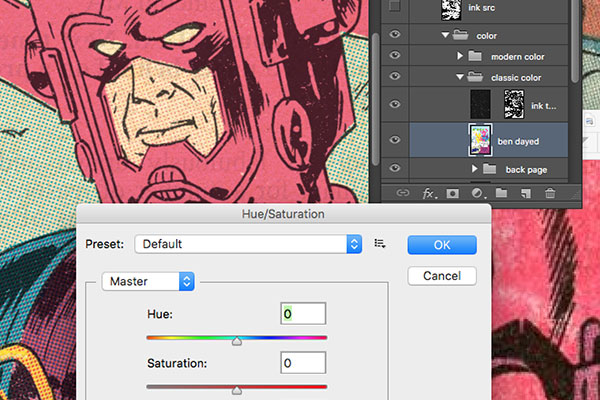 ink src
color
modern color
classic color
ink t...
ben dayed
back page
fx
Hue/Saturation
Preset: Default
OK
Cancel
Master
Hue: 0
Saturation: 0